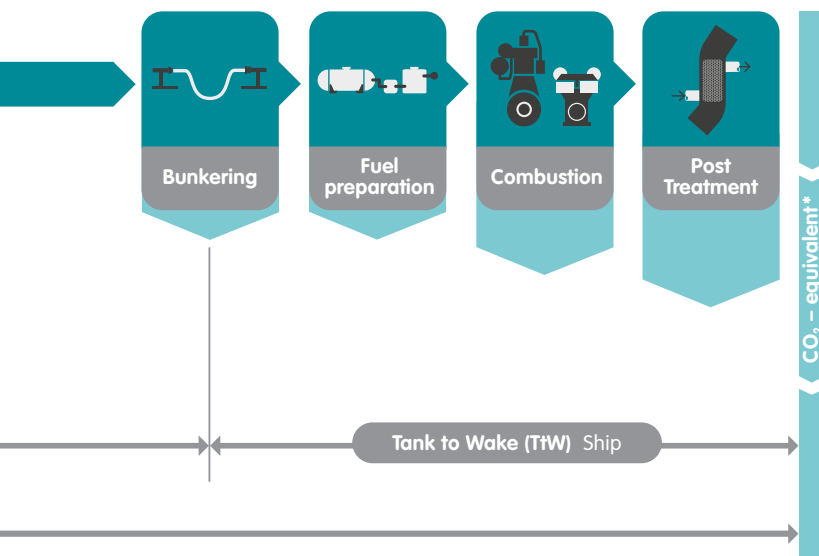 Bunkering
Fuel
preparation
Combustion
Post
Treatment
CO₂ – equivalent*
Tank to Wake (TtW) Ship